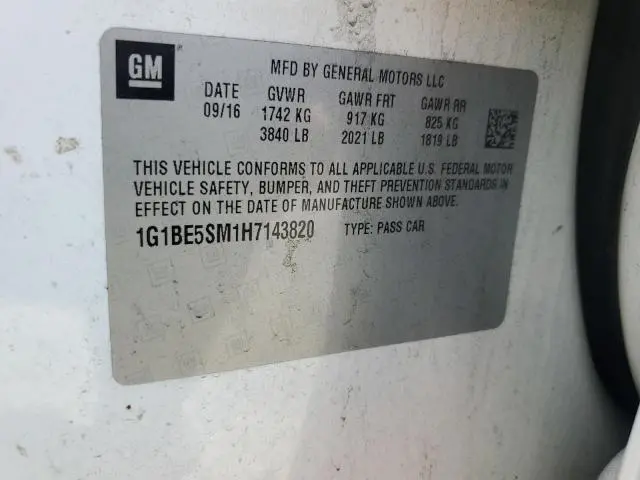 GM
MFD BY GENERAL MOTORS LLC
DATE GVWR GAWR FRT GAWR RR
09/16 1742 KG 917 KG 825 KG
3840 LB 2021 LB 1819 LB
THIS VEHICLE CONFORMS TO ALL APPLICABLE U.S. FEDERAL MOTOR
VEHICLE SAFETY, BUMPER, AND THEFT PREVENTION STANDARDS IN
EFFECT ON THE DATE OF MANUFACTURE SHOWN ABOVE.
1G1BE5SM1H7143820 TYPE: PASS CAR